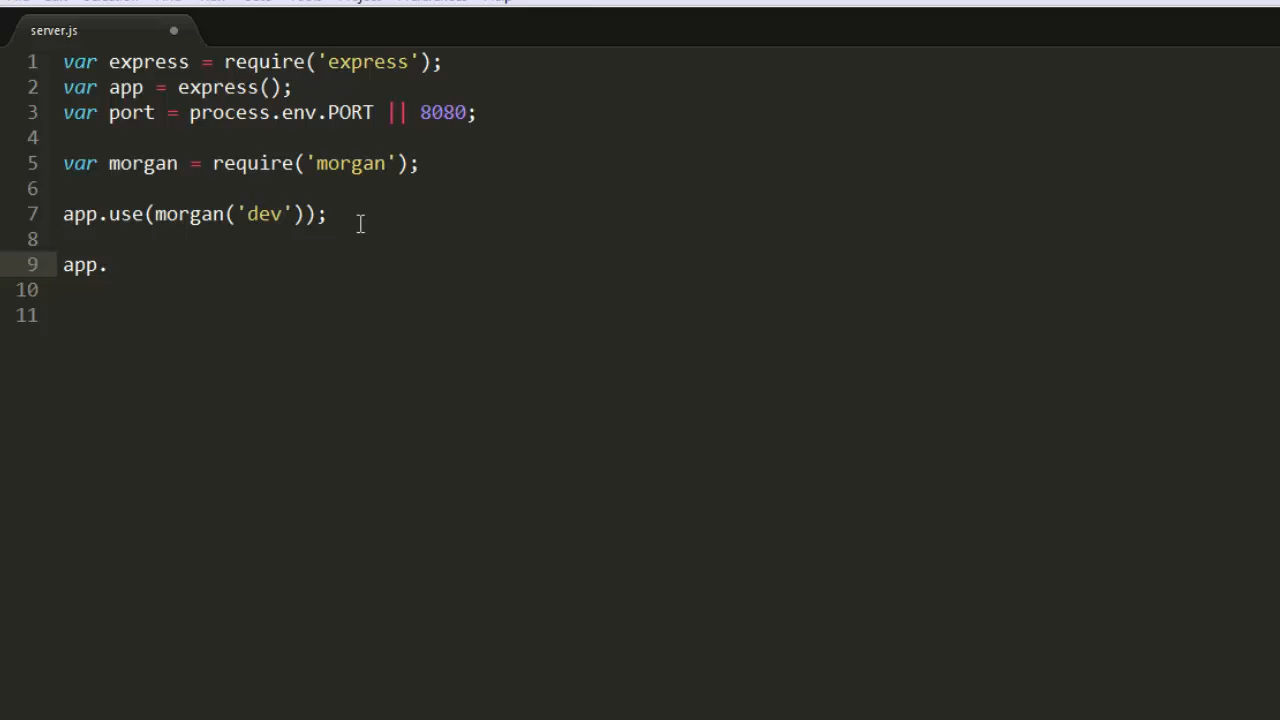 server.js
1 var express = require('express');
2 var app = express();
3 var port = process.env.PORT || 8080;
4
5 var morgan = require('morgan');
6
7 app.use(morgan('dev'));
8
9 app.
10
11